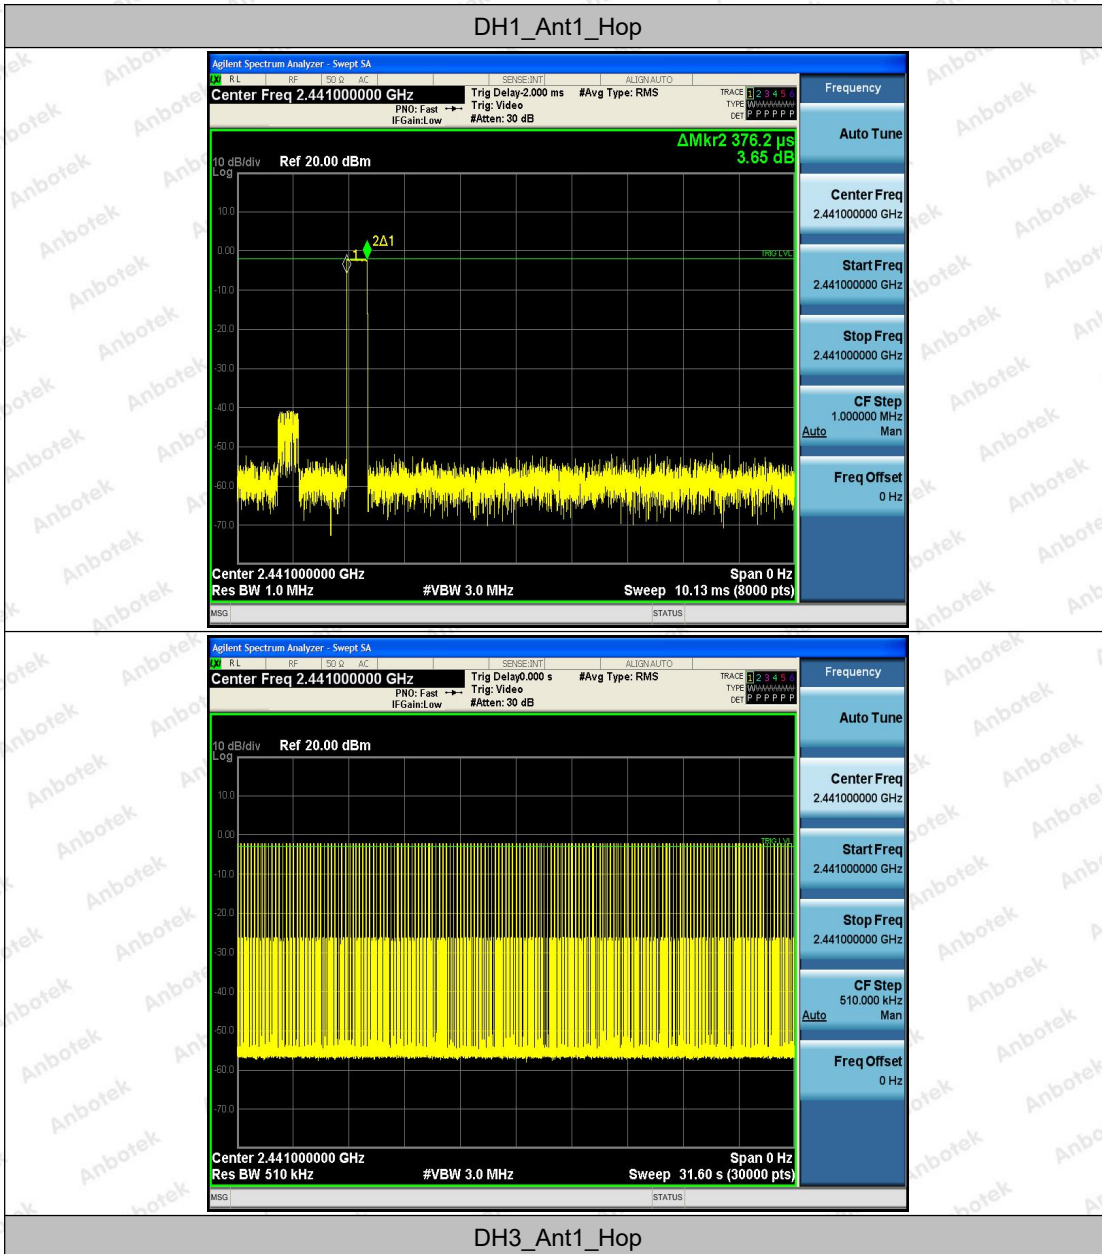 DH1_Ant1_Hop
Agilent Spectrum Analyzer - Swept SA
RL RF 50 Ω AC SENSE:INT ALIGNAUTO
Center Freq 2.441000000 GHz
PNO: Fast
IFGain:Low
Trig Delay-2.000 ms
Trig: Video
#Atten: 30 dB
#Avg Type: RMS
TRACE 1 2 3 4 5 6
TYPE
DET P P P P P P
ΔMkr2 376.2 µs
3.65 dB
10 dB/div Ref 20.00 dBm
Log
10.0
0.00
-10.0
-20.0
-30.0
-40.0
-50.0
-60.0
-70.0
1
2Δ1
TRIG LVL
Center 2.441000000 GHz Span 0 Hz
Res BW 1.0 MHz #VBW 3.0 MHz Sweep 10.13 ms (8000 pts)
MSG STATUS
Frequency
Auto Tune
Center Freq
2.441000000 GHz
Start Freq
2.441000000 GHz
Stop Freq
2.441000000 GHz
CF Step
1.000000 MHz
Auto Man
Freq Offset
0 Hz
Agilent Spectrum Analyzer - Swept SA
RL RF 50 Ω AC SENSE:INT ALIGNAUTO
Center Freq 2.441000000 GHz
PNO: Fast
IFGain:Low
Trig Delay0.000 s
Trig: Video
#Atten: 30 dB
#Avg Type: RMS
TRACE 1 2 3 4 5 6
TYPE
DET P P P P P P
10 dB/div Ref 20.00 dBm
Log
10.0
0.00
-10.0
-20.0
-30.0
-40.0
-50.0
-60.0
-70.0
TRIG LVL
Center 2.441000000 GHz Span 0 Hz
Res BW 510 kHz #VBW 3.0 MHz Sweep 31.60 s (30000 pts)
MSG STATUS
Frequency
Auto Tune
Center Freq
2.441000000 GHz
Start Freq
2.441000000 GHz
Stop Freq
2.441000000 GHz
CF Step
510.000 kHz
Auto Man
Freq Offset
0 Hz
DH3_Ant1_Hop